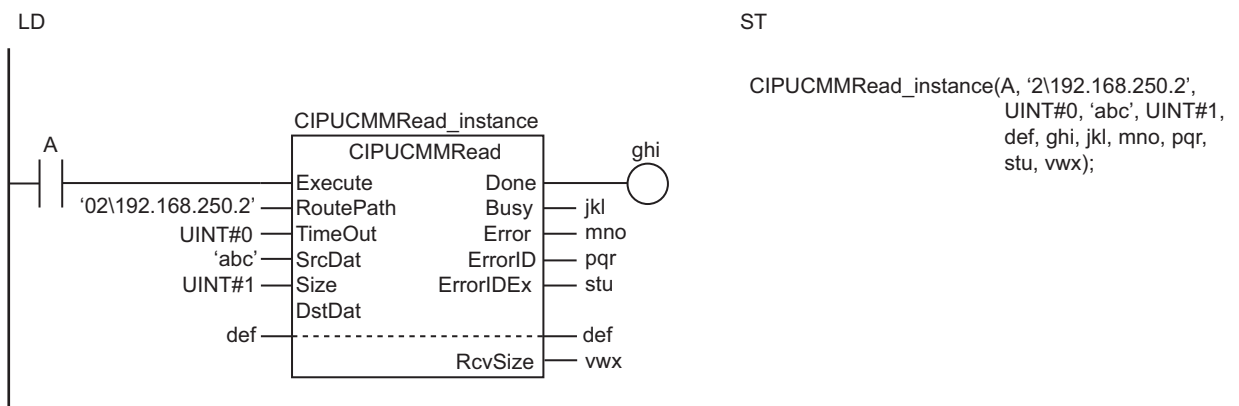 LD
ST
CIPUCMMRead_instance(A, ‘2\192.168.250.2’,
UINT#0, ‘abc’, UINT#1,
def, ghi, jkl, mno, pqr,
stu, vwx);
CIPUCMMRead_instance
A
CIPUCMMRead
ghi
Execute Done
‘02\192.168.250.2’ RoutePath Busy jkl
UINT#0 TimeOut Error mno
‘abc’ SrcDat ErrorID pqr
UINT#1 Size ErrorIDEx stu
DstDat
def def
RcvSize vwx